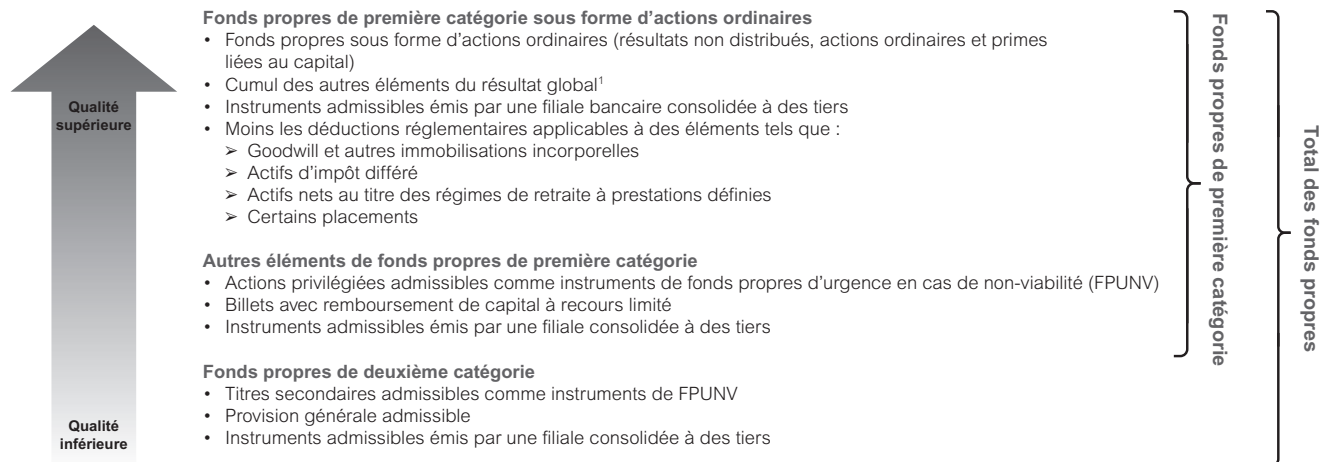 Fonds propres de première catégorie sous forme d'actions ordinaires
• Fonds propres sous forme d'actions ordinaires (résultats non distribués, actions ordinaires et primes
liées au capital)
• Cumul des autres éléments du résultat global¹
• Instruments admissibles émis par une filiale bancaire consolidée à des tiers
• Moins les déductions réglementaires applicables à des éléments tels que :
➢ Goodwill et autres immobilisations incorporelles
➢ Actifs d'impôt différé
➢ Actifs nets au titre des régimes de retraite à prestations définies
➢ Certains placements
Autres éléments de fonds propres de première catégorie
• Actions privilégiées admissibles comme instruments de fonds propres d'urgence en cas de non-viabilité (FPUNV)
• Billets avec remboursement de capital à recours limité
• Instruments admissibles émis par une filiale consolidée à des tiers
Fonds propres de deuxième catégorie
• Titres secondaires admissibles comme instruments de FPUNV
• Provision générale admissible
• Instruments admissibles émis par une filiale consolidée à des tiers
Qualité
supérieure
Qualité
inférieure
Fonds propres de première catégorie
Total des fonds propres